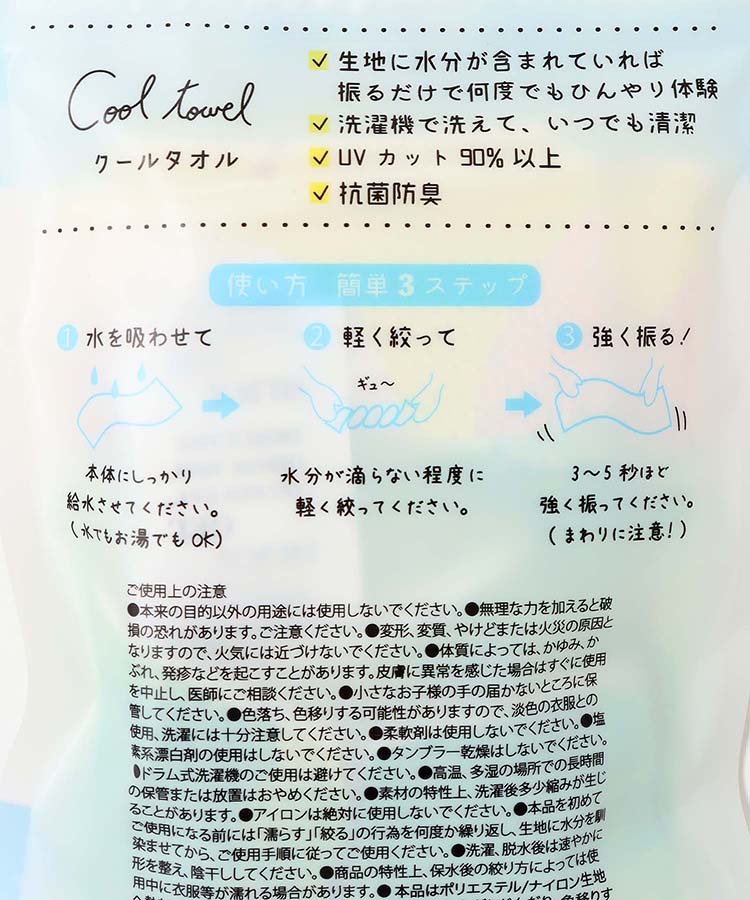 Cool towel
クールタオル
生地に水分が含まれていれば
振るだけで何度でもひんやり体験
洗濯機で洗えて、いつでも清潔
UVカット90%以上
抗菌防臭
使い方 簡単3ステップ
1 水を吸わせて
本体にしっかり
給水させてください。
(水でもお湯でもOK)
2 軽く絞って
ギュ〜
水分が滴らない程度に
軽く絞ってください。
3 強く振る!
3〜5秒ほど
強く振ってください。
(まわりに注意!)
ご使用上の注意
●本来の目的以外の用途には使用しないでください。●無理な力を加えると破
損の恐れがあります。ご注意ください。●変形、変質、やけどまたは火災の原因と
なりますので、火気には近づけないでください。●体質によっては、かゆみ、か
ぶれ、発疹などを起こすことがあります。皮膚に異常を感じた場合はすぐに使用
を中止し、医師にご相談ください。●小さなお子様の手の届かないところに保
管してください。●色落ち、色移りする可能性がありますので、淡色の衣服との
使用、洗濯には十分注意してください。●柔軟剤は使用しないでください。●塩
素系漂白剤の使用はしないでください。●タンブラー乾燥はしないでください。
●ドラム式洗濯機のご使用は避けてください。●高温、多湿の場所での長時間
の保管または放置はおやめください。●素材の特性上、洗濯後多少縮みが生じ
ることがあります。●アイロンは絶対に使用しないでください。●本品を初めて
ご使用になる前には「濡らす」「絞る」の行為を何度か繰り返し、生地に水分を馴
染ませてから、ご使用手順に従ってご使用ください。●洗濯、脱水後は速やかに
形を整え、陰干ししてください。●商品の特性上、保水後の絞り方によっては使
用中に衣服等が濡れる場合があります。●本品はポリエステル/ナイロン生地